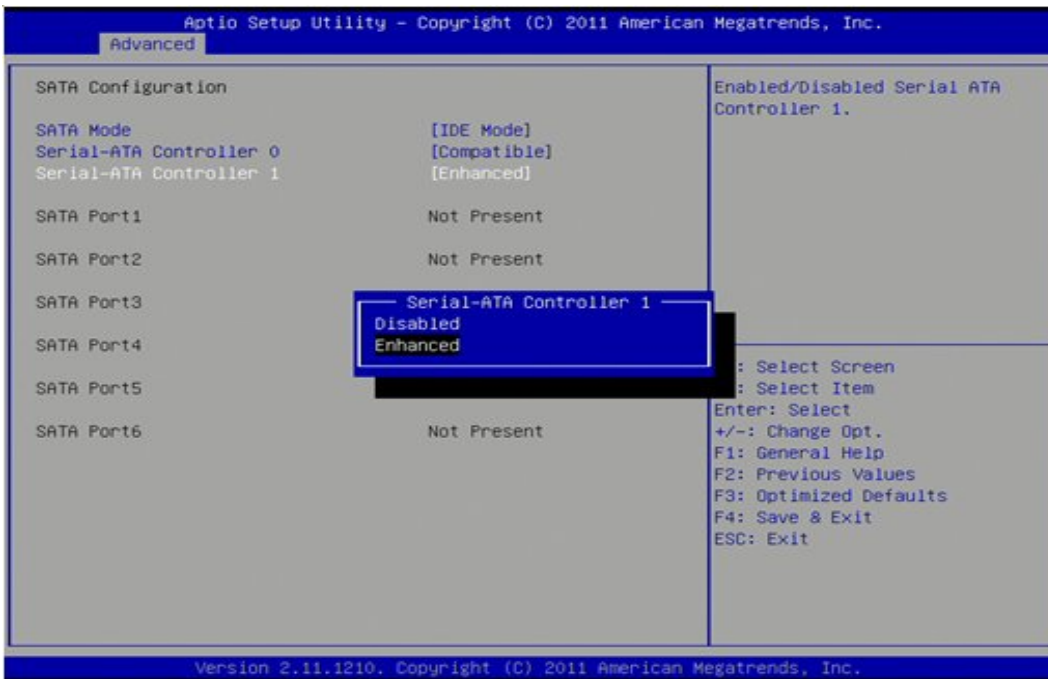 Aptio Setup Utility – Copyright (C) 2011 American Megatrends, Inc.
Advanced
SATA Configuration
SATA Mode [IDE Mode]
Serial-ATA Controller 0 [Compatible]
Serial-ATA Controller 1 [Enhanced]
SATA Port1 Not Present
SATA Port2 Not Present
SATA Port3
SATA Port4
SATA Port5
SATA Port6 Not Present
Serial-ATA Controller 1
Disabled
Enhanced
Enabled/Disabled Serial ATA
Controller 1.
: Select Screen
: Select Item
Enter: Select
+/-: Change Opt.
F1: General Help
F2: Previous Values
F3: Optimized Defaults
F4: Save & Exit
ESC: Exit
Version 2.11.1210. Copyright (C) 2011 American Megatrends, Inc.